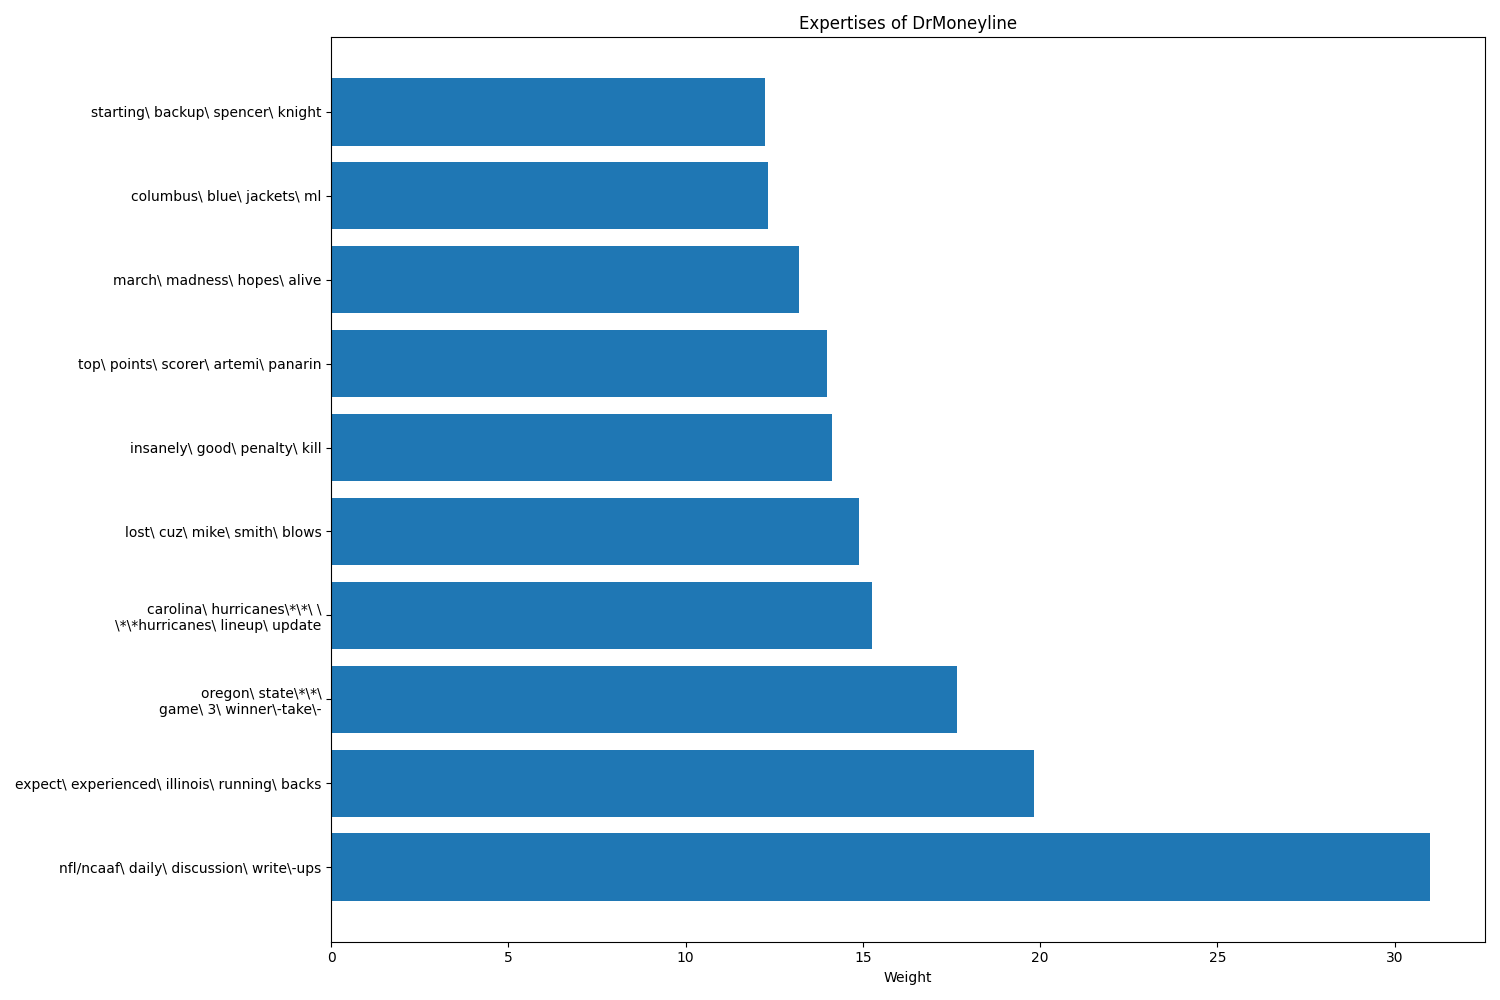 Expertises of DrMoneyline
starting\ backup\ spencer\ knight
columbus\ blue\ jackets\ ml
march\ madness\ hopes\ alive
top\ points\ scorer\ artemi\ panarin
insanely\ good\ penalty\ kill
lost\ cuz\ mike\ smith\ blows
carolina\ hurricanes\*\*\ \
\*\*hurricanes\ lineup\ update
oregon\ state\*\*\
game\ 3\ winner\-take\-
expect\ experienced\ illinois\ running\ backs
nfl/ncaaf\ daily\ discussion\ write\-ups
0 5 10 15 20 25 30
Weight